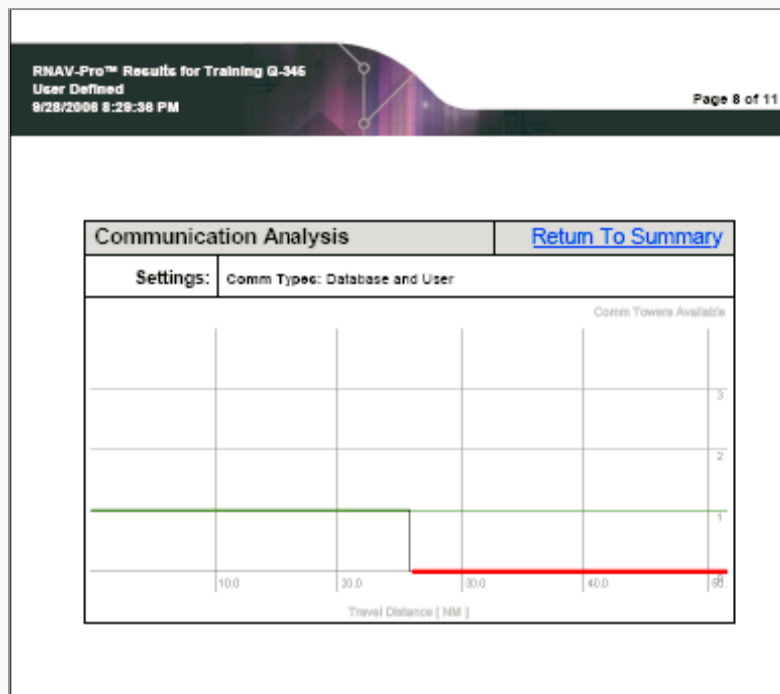 RNAV-Pro™ Results for Training Q-345
User Defined
9/28/2006 8:29:36 PM
Page 8 of 11
Communication Analysis
Return To Summary
Settings:
Comm Types: Database and User
Comm Towers Available
3
2
1
0
10.0
20.0
30.0
40.0
Travel Distance [ NM ]